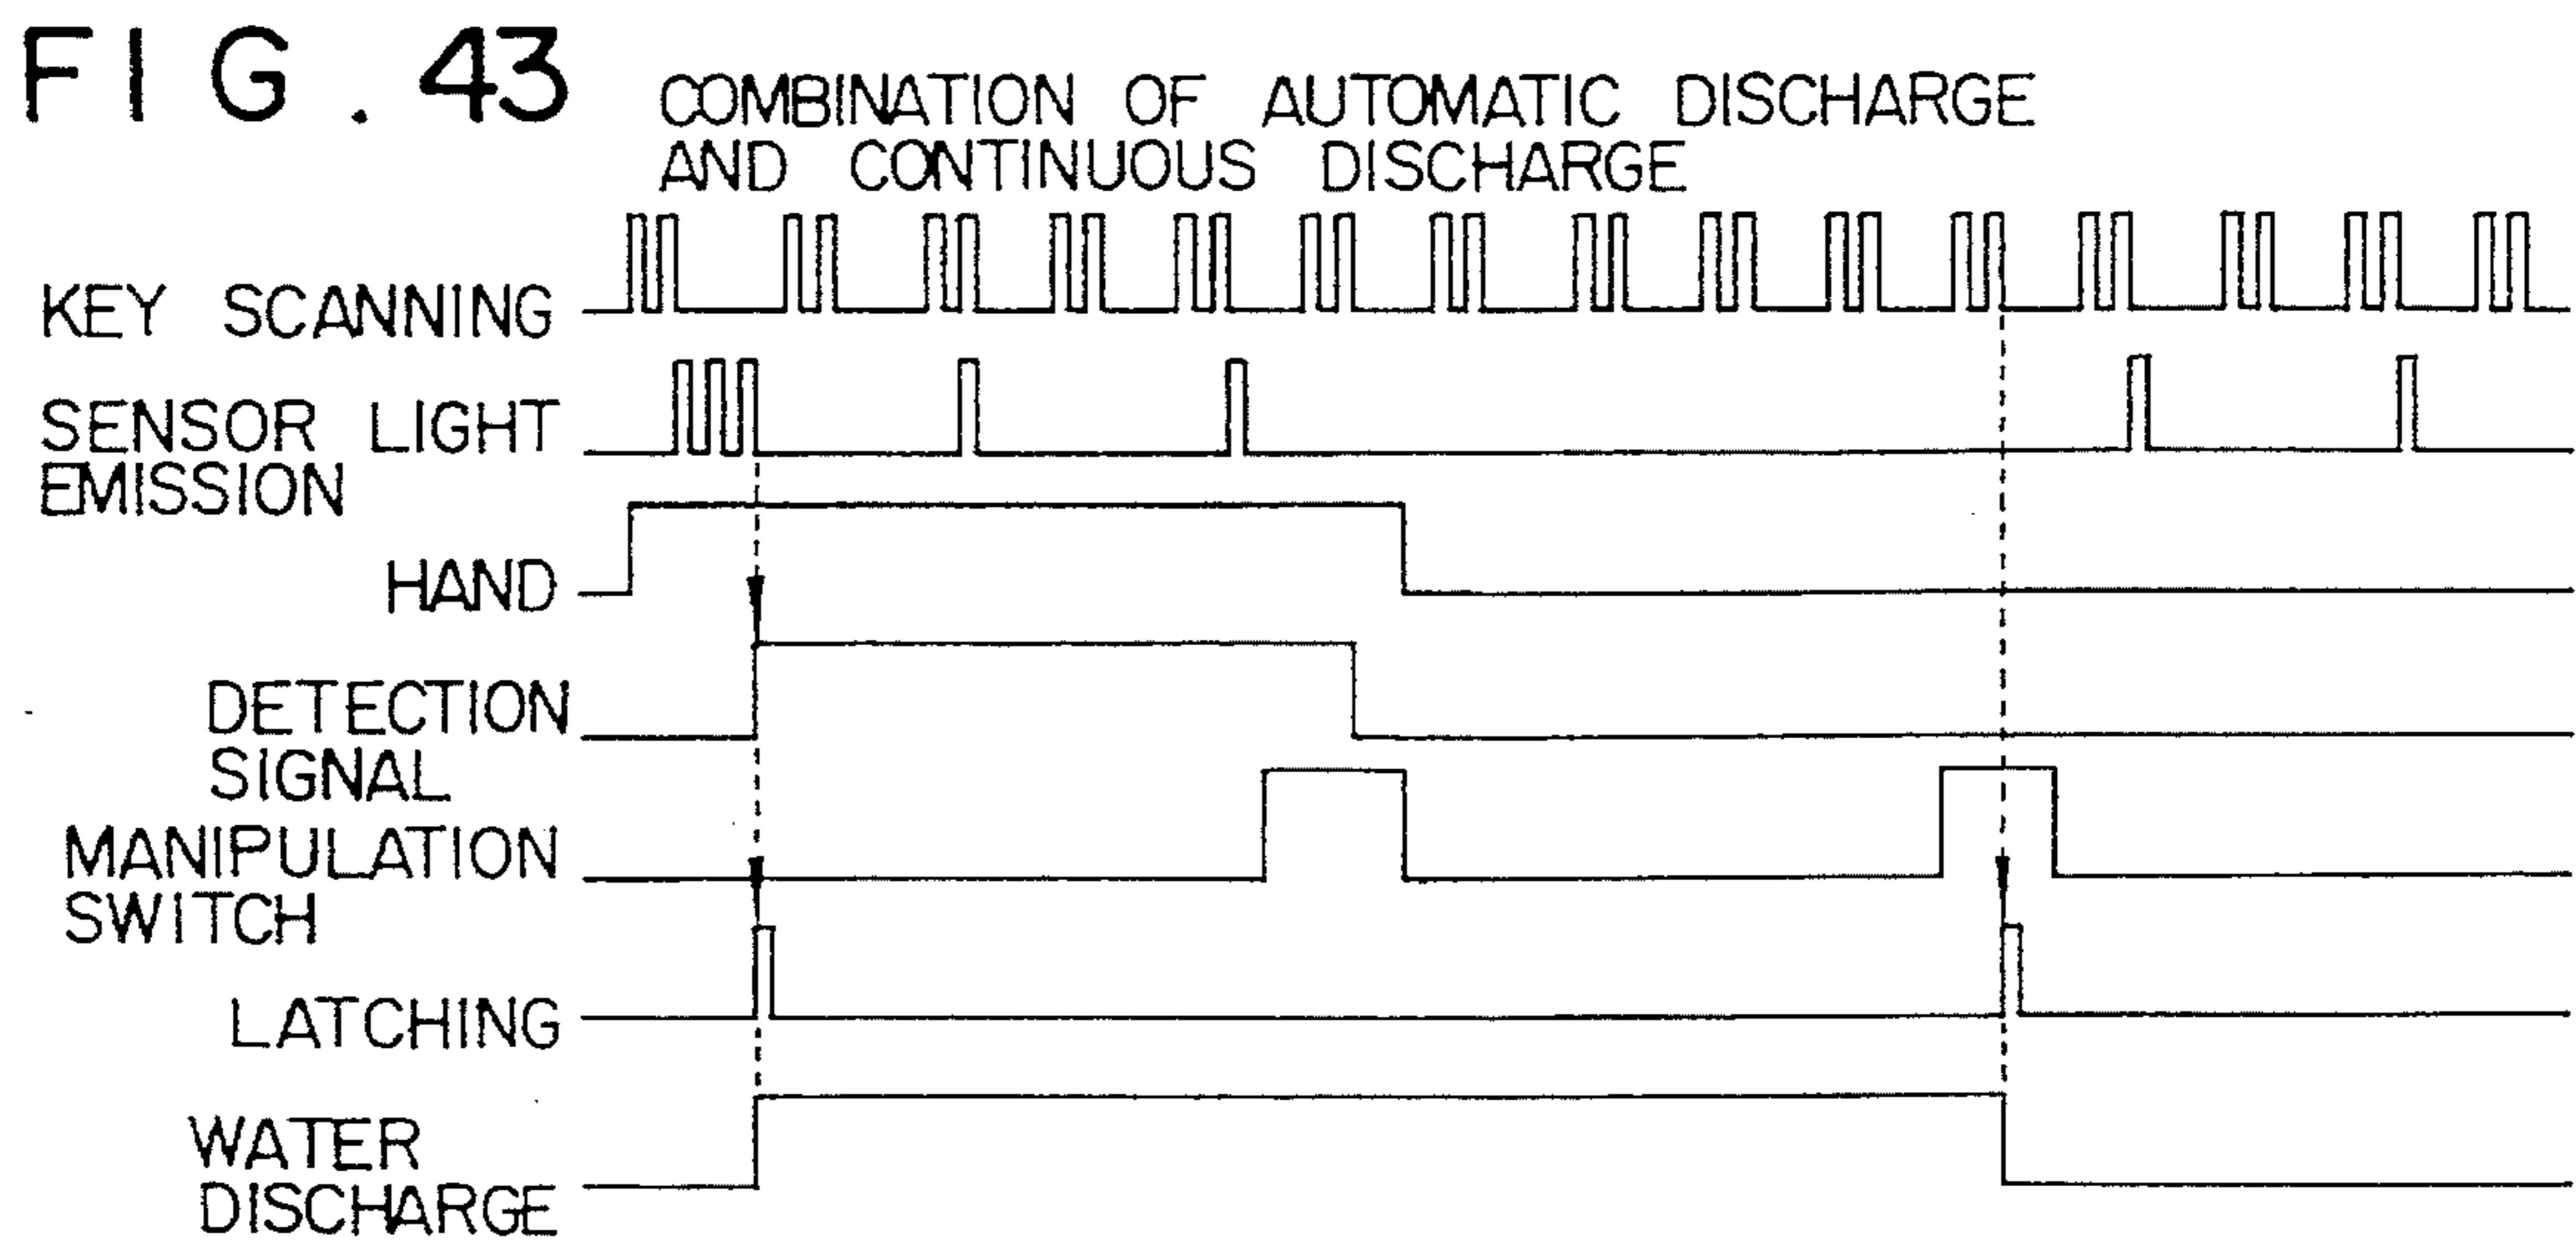 FIG. 43
COMBINATION OF AUTOMATIC DISCHARGE
AND CONTINUOUS DISCHARGE
KEY SCANNING
SENSOR LIGHT
EMISSION
HAND
DETECTION
SIGNAL
MANIPULATION
SWITCH
LATCHING
WATER
DISCHARGE